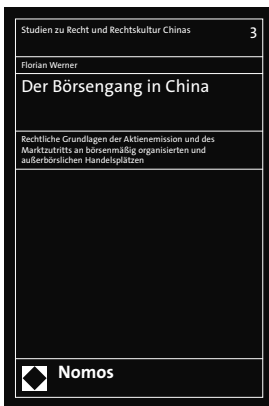 Studien zu Recht und Rechtskultur Chinas 3
Florian Werner
Der Börsengang in China
Rechtliche Grundlagen der Aktienemission und des
Marktzutritts an börsenmäßig organisierten und
außerbörslichen Handelsplätzen
Nomos